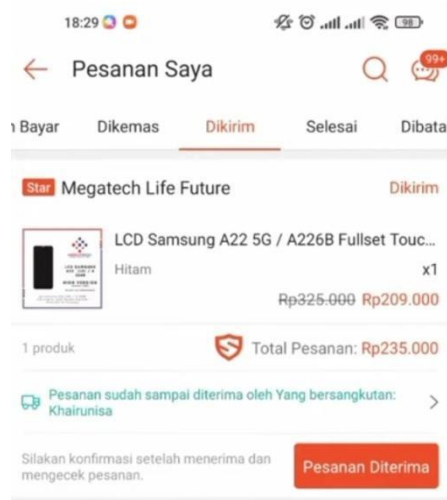 18:29
98
Pesanan Saya
99+
n Bayar Dikemas Dikirim Selesai Dibata
Star Megatech Life Future Dikirim
LCD Samsung A22 5G / A226B Fullset Touc...
Hitam x1
Rp325.000 Rp209.000
1 produk Total Pesanan: Rp235.000
Pesanan sudah sampai diterima oleh Yang bersangkutan:
Khairunisa
Silakan konfirmasi setelah menerima dan
mengecek pesanan.
Pesanan Diterima